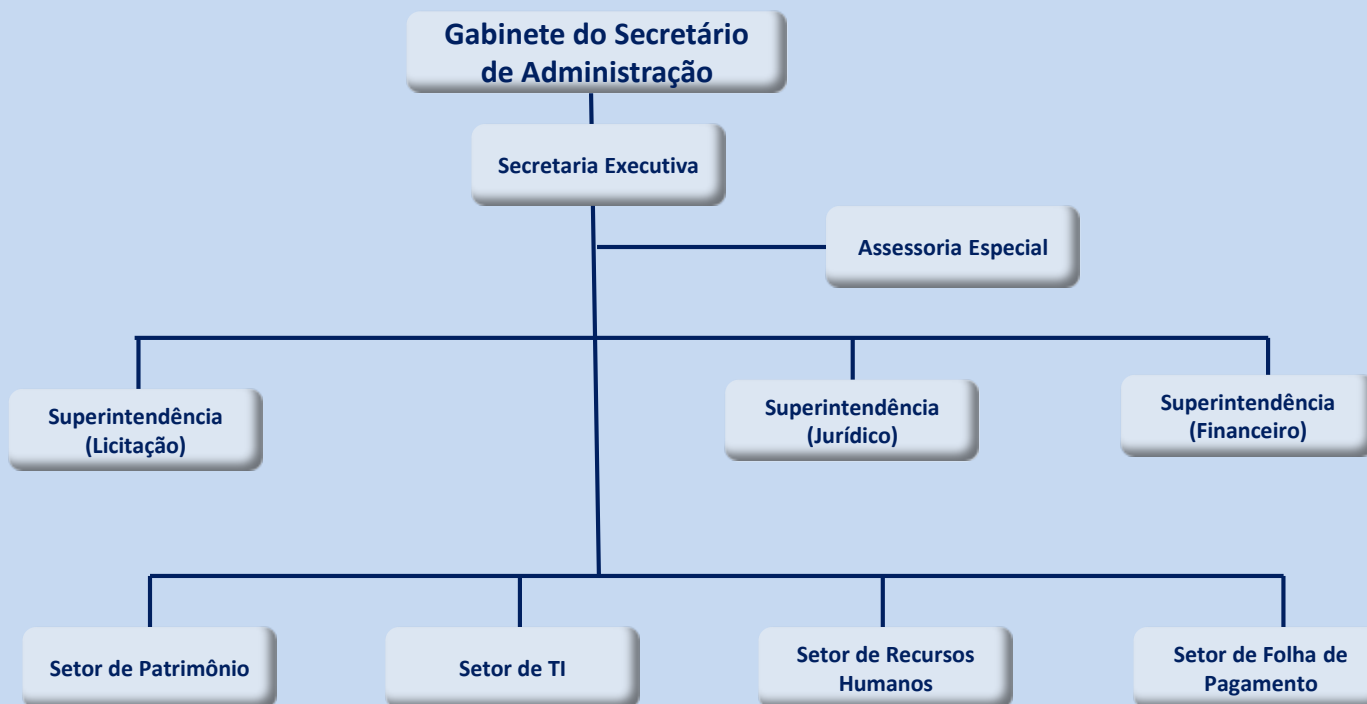 Gabinete do Secretário
de Administração
Secretaria Executiva
Assessoria Especial
Superintendência
(Licitação)
Superintendência
(Jurídico)
Superintendência
(Financeiro)
Setor de Patrimônio
Setor de TI
Setor de Recursos
Humanos
Setor de Folha de
Pagamento